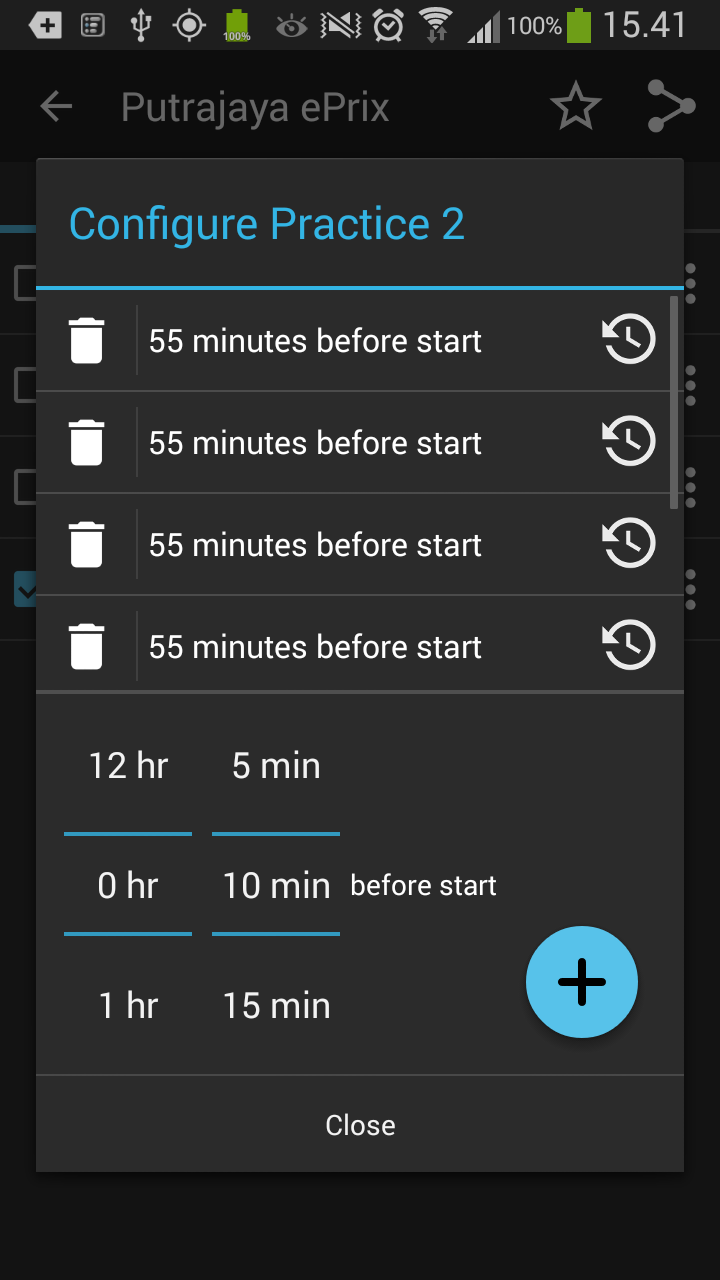 100%
100%
15.41
Putrajaya ePrix
Configure Practice 2
55 minutes before start
55 minutes before start
55 minutes before start
55 minutes before start
12 hr 5 min
0 hr 10 min before start
1 hr 15 min
Close